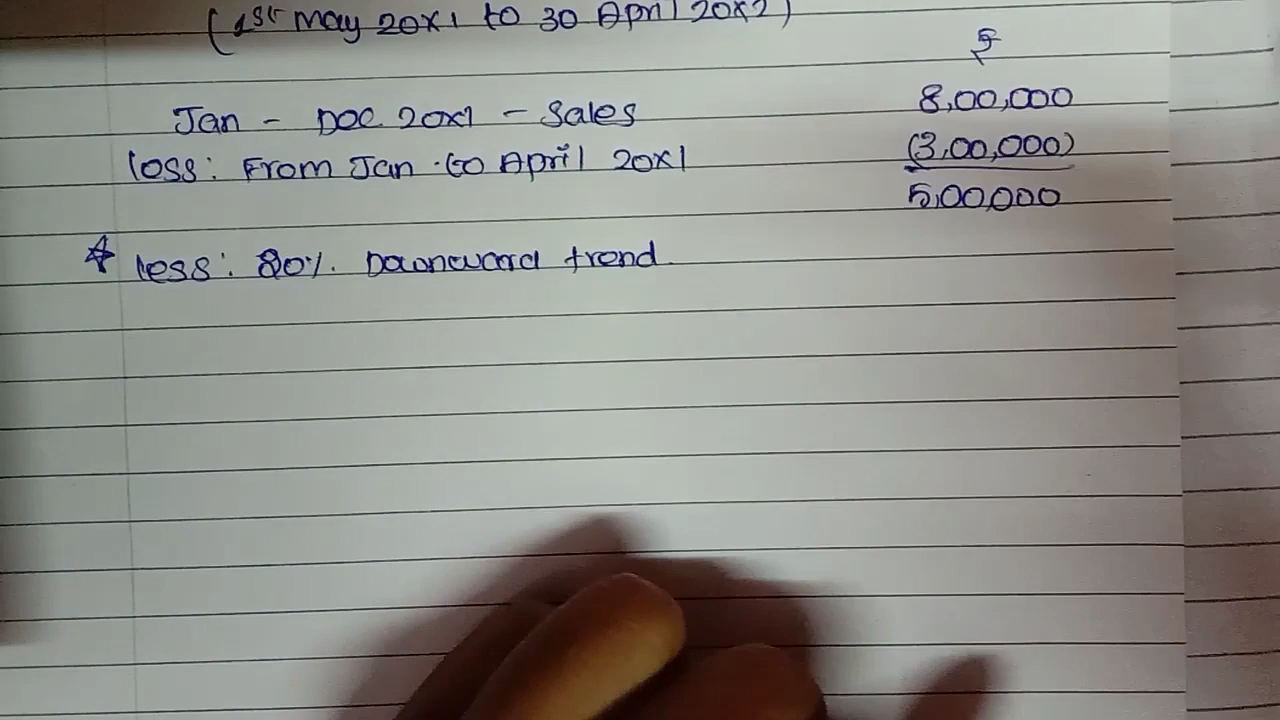 (1st May 20x1 to 30 April 20x2)
₹
Jan - Dec 20x1 - Sales 8,00,000
less: From Jan to April 20x1 (3,00,000)
5,00,000
* less: 80% Downward trend